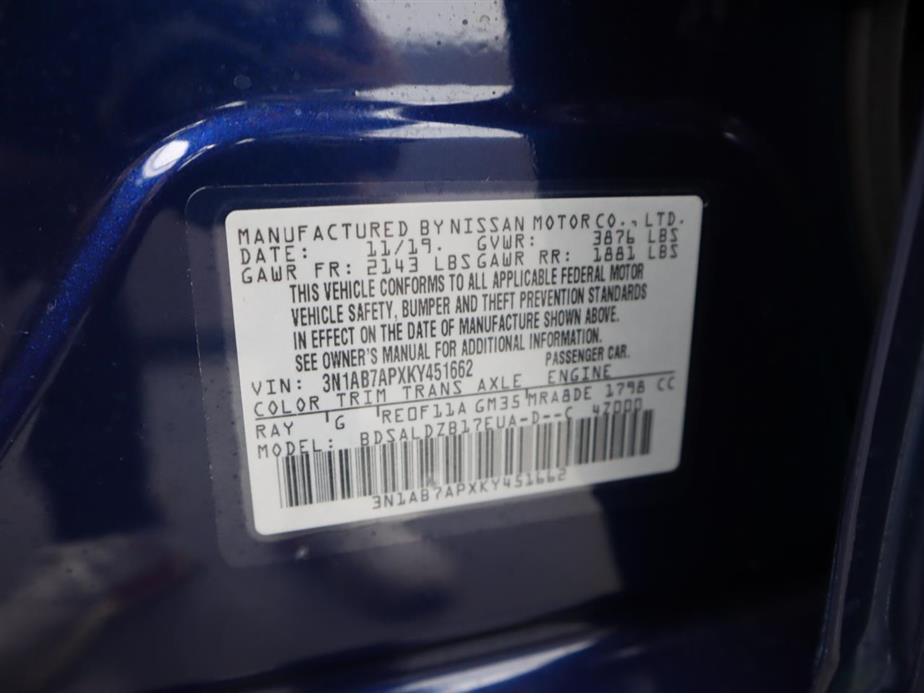 MANUFACTURED BY NISSAN MOTOR CO., LTD.
DATE: 11/19. GVWR: 3876 LBS
GAWR FR: 2143 LBS GAWR RR: 1881 LBS
THIS VEHICLE CONFORMS TO ALL APPLICABLE FEDERAL MOTOR
VEHICLE SAFETY, BUMPER AND THEFT PREVENTION STANDARDS
IN EFFECT ON THE DATE OF MANUFACTURE SHOWN ABOVE.
SEE OWNER'S MANUAL FOR ADDITIONAL INFORMATION.
VIN: 3N1AB7APXKY451662 PASSENGER CAR.
COLOR TRIM TRANS AXLE ENGINE
RAY G RE0F11A GM35 MRA8DE 1798 CC
MODEL: BDSALDZB17EUA-D--C 4Z000
3N1AB7APXKY451662